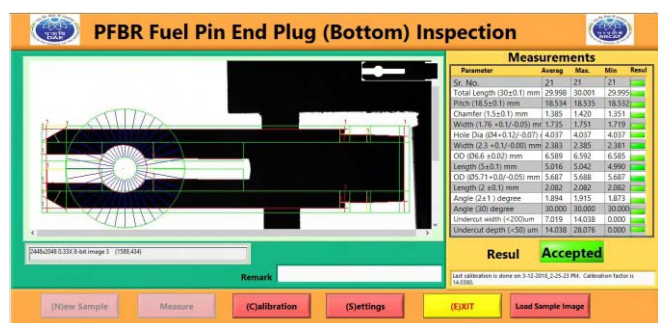 PFBR Fuel Pin End Plug (Bottom) Inspection
DAE
RRCAT
Measurements
Parameter Averag Max. Min Resul
Sr. No. 21 21 21
Total Length (30±0.1) mm 29.998 30.001 29.995
Pitch (18.5±0.1) mm 18.534 18.535 18.532
Chamfer (1.5±0.1) mm 1.385 1.420 1.351
Width (1.76 +0.1/-0.05) mr 1.735 1.751 1.719
Hole Dia (Ø4+0.12/-0.07) 4.037 4.037 4.037
Width (2.3 +0.1/-0.00) mm 2.383 2.385 2.381
OD (Ø6.6 ±0.02) mm 6.589 6.592 6.585
Length (5±0.1) mm 5.016 5.042 4.990
OD (Ø5.71+0.0/-0.05) mm 5.687 5.688 5.687
Length (2 ±0.1) mm 2.082 2.082 2.082
Angle (2±1 ) degree 1.894 1.915 1.873
Angle (30) degree 30.000 30.000 30.000
Undercut width (<200)um 7.019 14.038 0.000
Undercut depth (<50) um 14.038 28.076 0.000
2448x2048 0.33X 8-bit image 3 (1589,434)
Resul Accepted
Remark
Last calibration is done on 3-12-2018_2-25-23 PM. Calibration factor is
14.0380.
(N)ew Sample Measure (C)alibration (S)ettings (E)XIT Load Sample Image